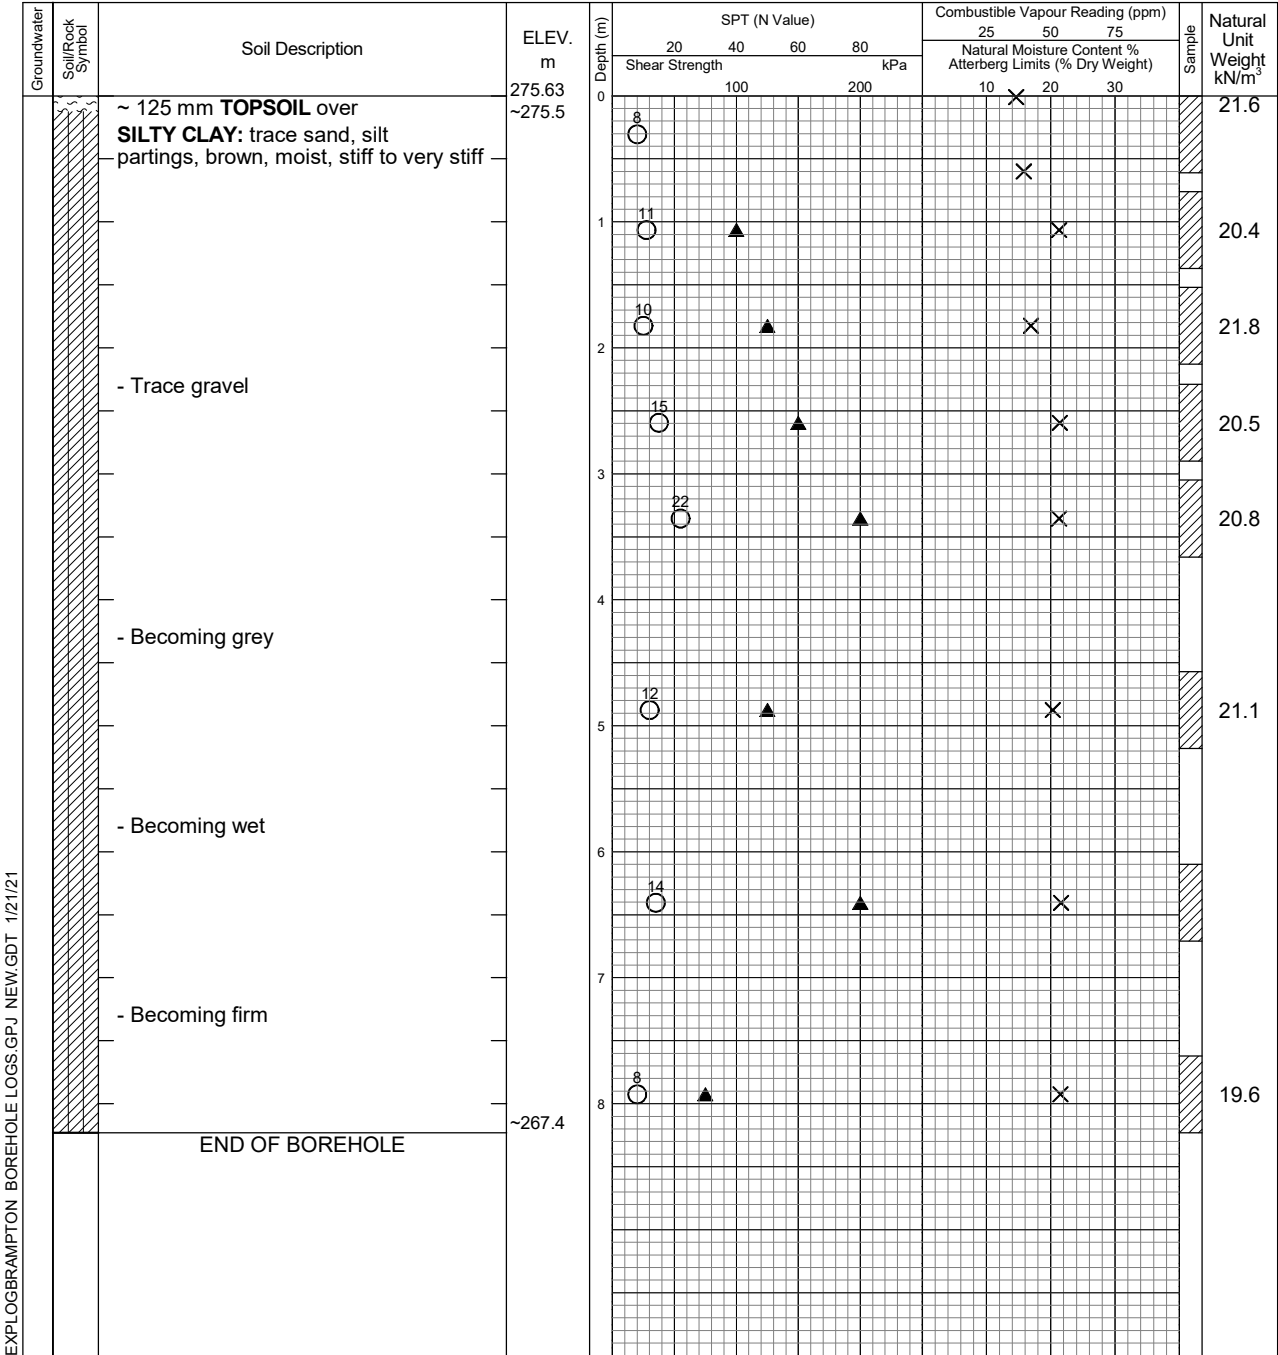 Groundwater
Soil/Rock
Symbol
Soil Description
ELEV.
m
275.63
Depth (m)
SPT (N Value)
20 40 60 80
Shear Strength kPa
100 200
Combustible Vapour Reading (ppm)
25 50 75
Natural Moisture Content %
Atterberg Limits (% Dry Weight)
10 20 30
Sample
Natural
Unit
Weight
kN/m³
0
~ 125 mm TOPSOIL over
~275.5
21.6
8
SILTY CLAY: trace sand, silt
partings, brown, moist, stiff to very stiff
1
11
20.4
10
21.8
2
- Trace gravel
15
20.5
3
22
20.8
4
- Becoming grey
12
21.1
5
- Becoming wet
6
14
7
- Becoming firm
8
19.6
8
~267.4
END OF BOREHOLE
EXPLOGBRAMPTON BOREHOLE LOGS.GPJ NEW.GDT 1/21/21